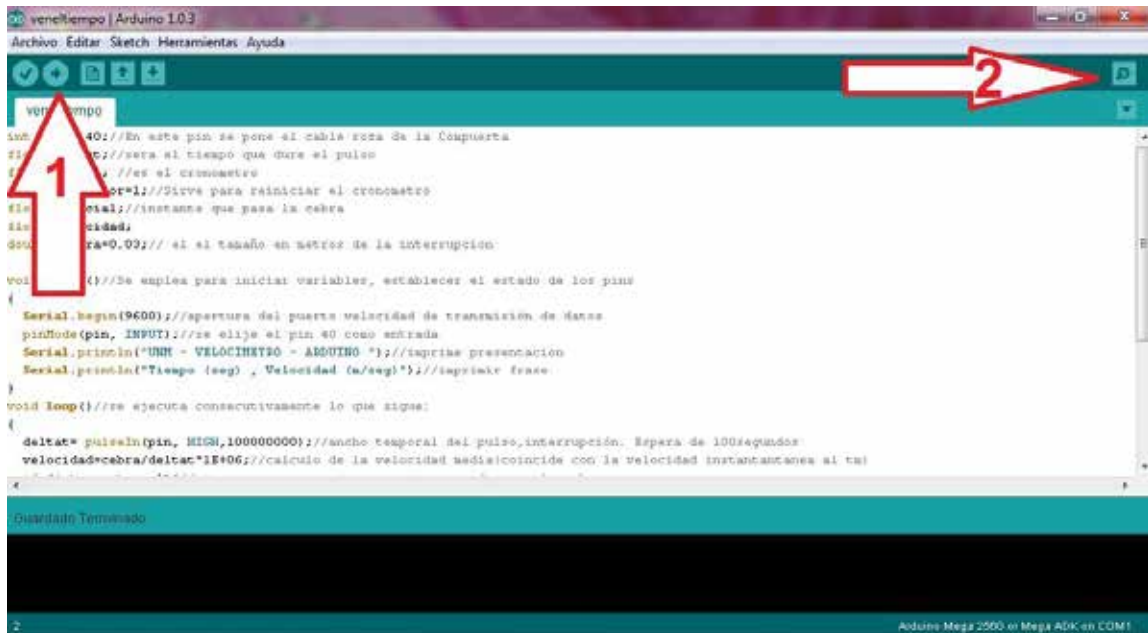 veneltiempo | Arduino 1.0.3
Archivo Editar Sketch Herramientas Ayuda
2
1
40;//En este pin se pone el cable rosa de la Compuerta
//sera el tiempo que dure el pulso
//es el cronometro
or=1;//Sirve para reiniciar el cronometro
cial;//instante que pasa la cebra
cidad;
ra=0.03;// el el tamaño en metros de la interrupcion
()//Se emplea para iniciar variables, establecer el estado de los pins
{
Serial.begin(9600);//apertura del puerto velocidad de transmisión de datos
pinMode(pin, INPUT);//se elije el pin 40 como entrada
Serial.println("UNM - VELOCIMETRO - ARDUINO ");//imprime presentacion
Serial.println("Tiempo (seg) , Velocidad (m/seg)");//imprimir frase
}
void loop()//se ejecuta consecutivamente lo que sigue:
{
deltat= pulseIn(pin, HIGH,100000000);//ancho temporal del pulso,interrupción. Espera de 100segundos
velocidad=cebra/deltat*1E+06;//calculo de la velocidad media(coincide con la velocidad instantantanea al
Guardado Terminado
2
Arduino Mega 2560 or Mega ADK en COM1